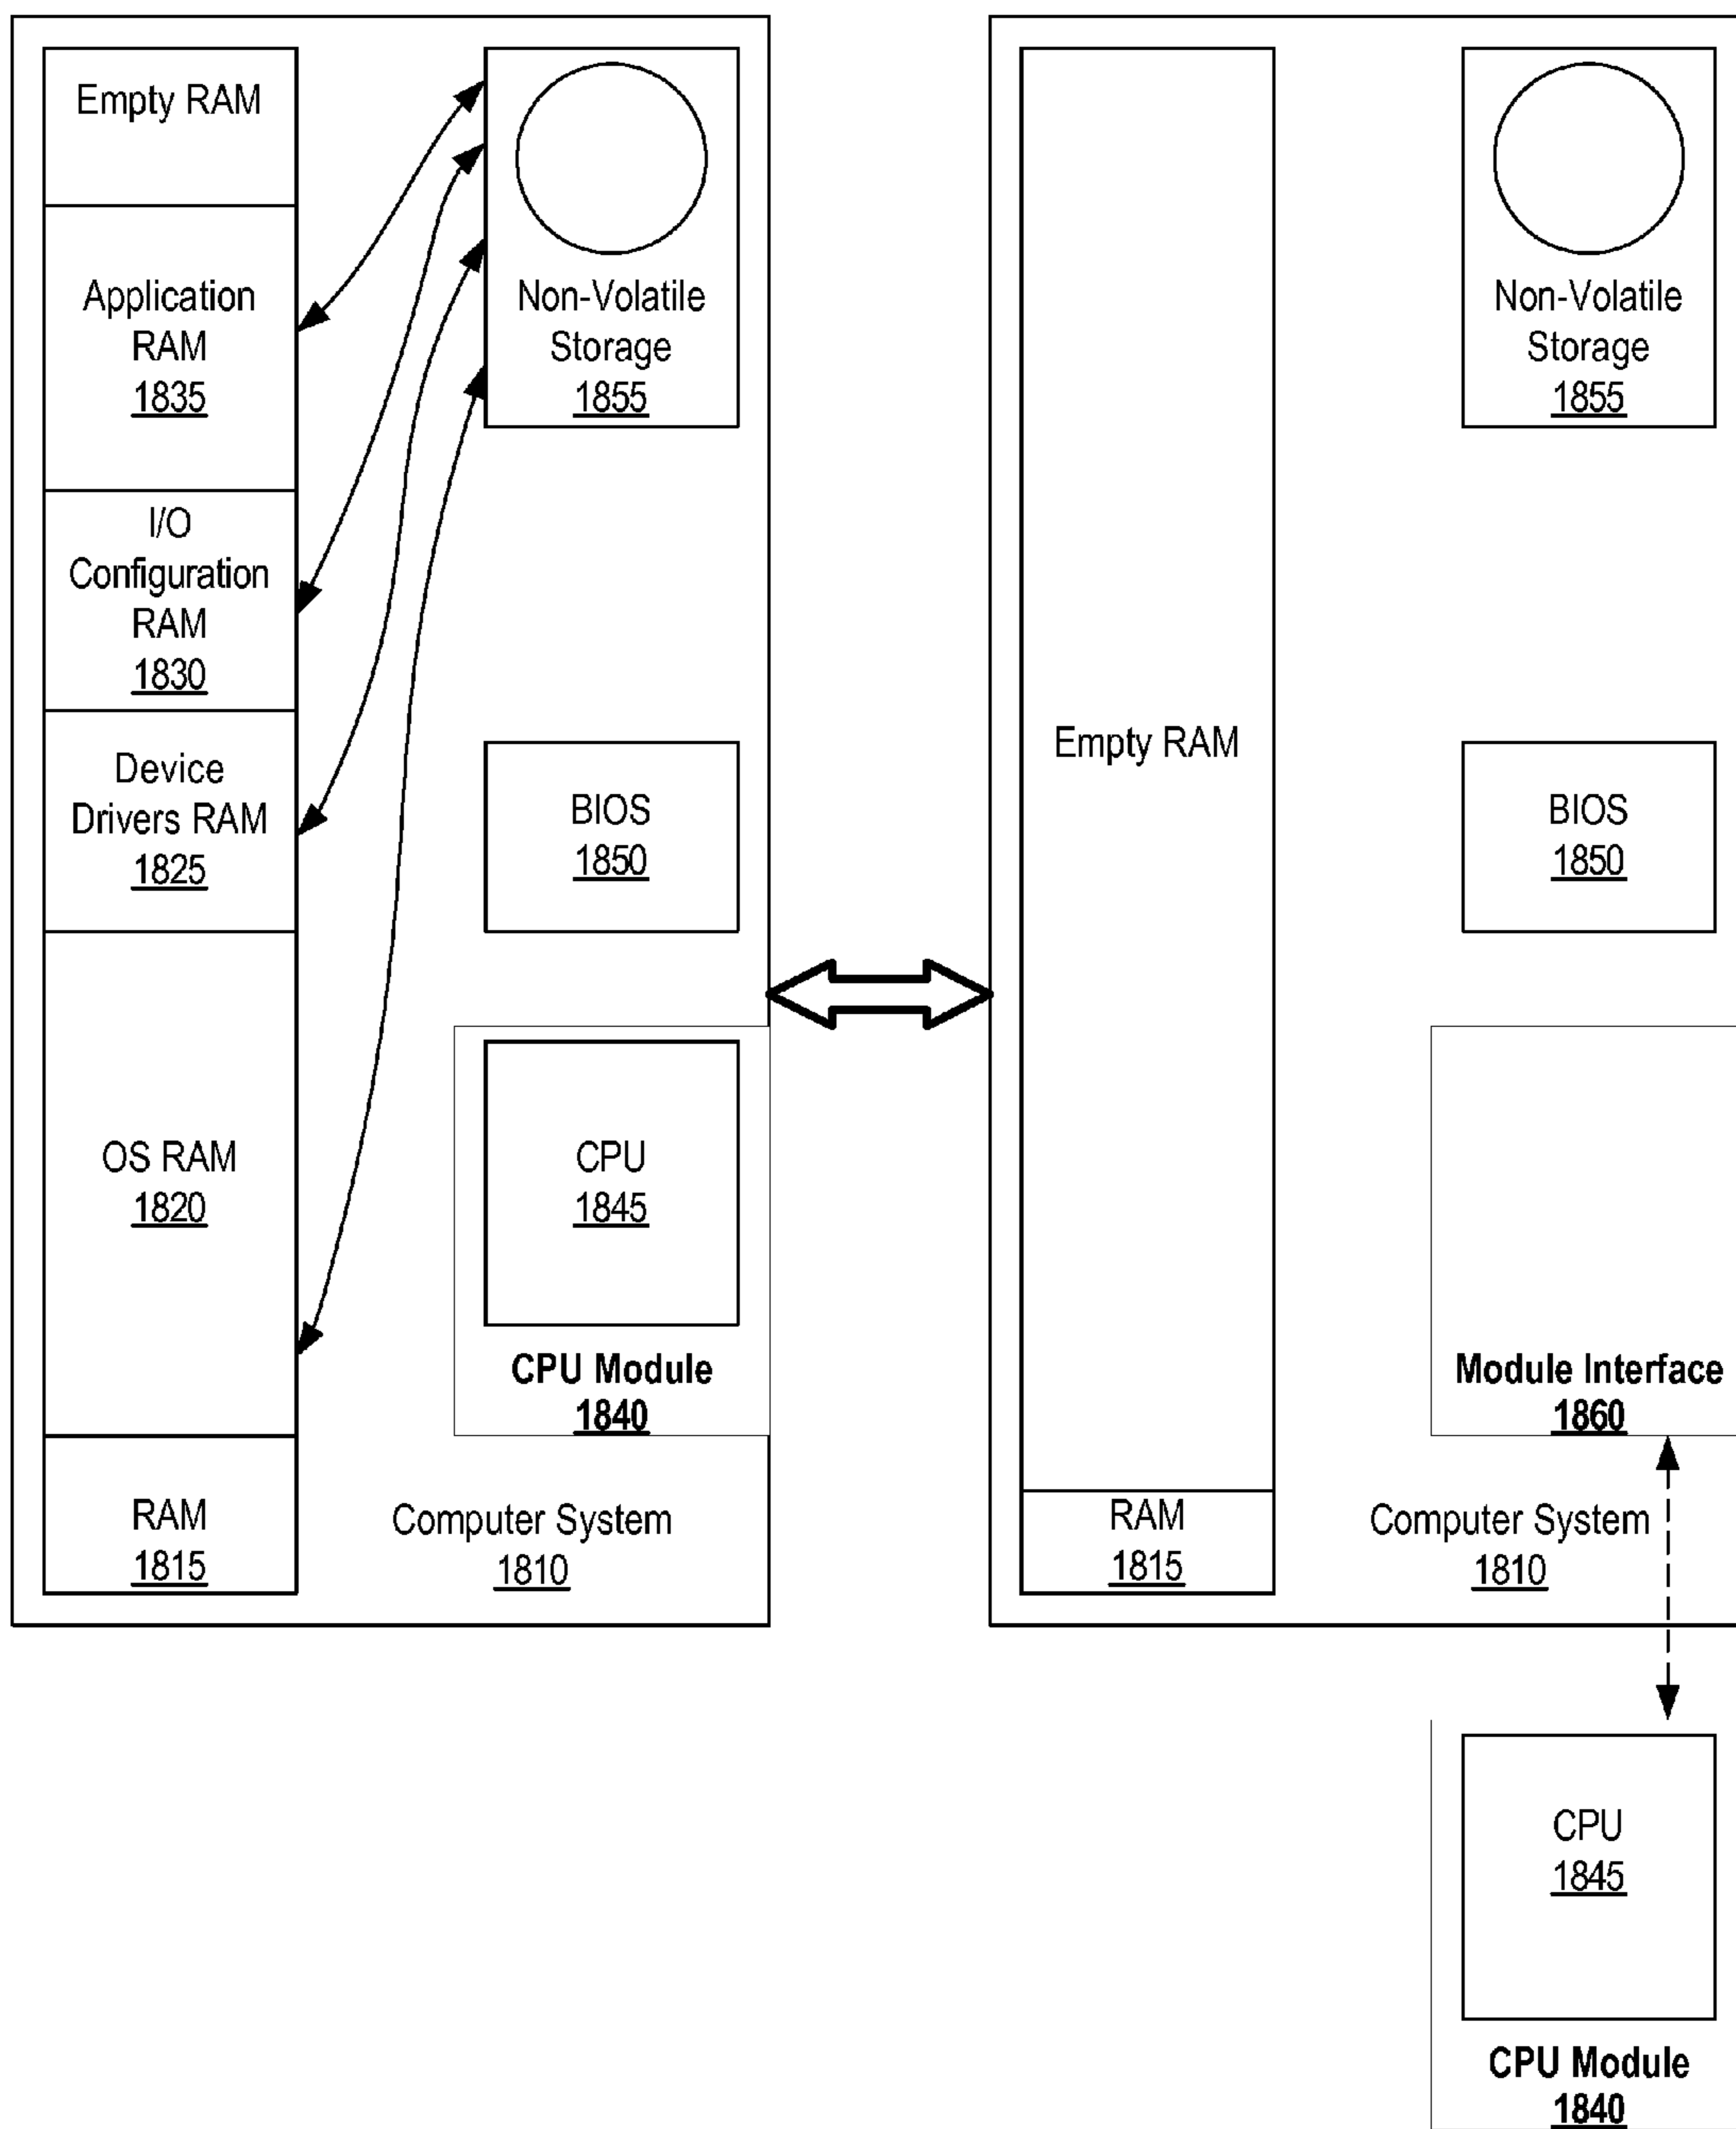 Empty RAM
Application
RAM
1835
I/O
Configuration
RAM
1830
Device
Drivers RAM
1825
OS RAM
1820
RAM
1815
Non-Volatile
Storage
1855
BIOS
1850
CPU
1845
CPU Module
1840
Computer System
1810
Empty RAM
RAM
1815
Non-Volatile
Storage
1855
BIOS
1850
Module Interface
1860
Computer System
1810
CPU
1845
CPU Module
1840